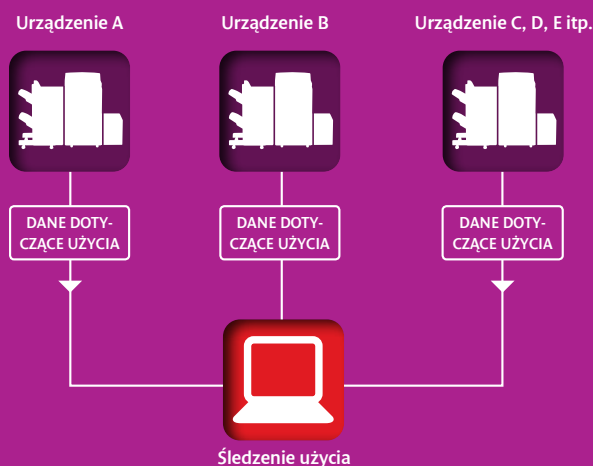 Urządzenie A
Urządzenie B
Urządzenie C, D, E itp.
DANE DOTY-
CZĄCE UŻYCIA
DANE DOTY-
CZĄCE UŻYCIA
DANE DOTY-
CZĄCE UŻYCIA
Śledzenie użycia